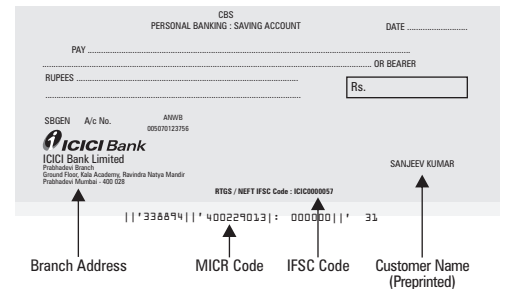 CBS
PERSONAL BANKING : SAVING ACCOUNT
DATE ............................
PAY ..........................................................................................
.......................................................................................... OR BEARER
RUPEES ..........................................................................................
..........................................................................................
Rs.
SBGEN A/c No. ANWB
005070123756
ICICI Bank
ICICI Bank Limited
Prabhadevi Branch
Ground Floor, Kala Academy, Ravindra Natya Mandir
Prabhadevi Mumbai - 400 028
SANJEEV KUMAR
RTGS / NEFT IFSC Code : ICIC0000057
||'338894||'400229013|: 000000||' 31
Branch Address
MICR Code
IFSC Code
Customer Name
(Preprinted)